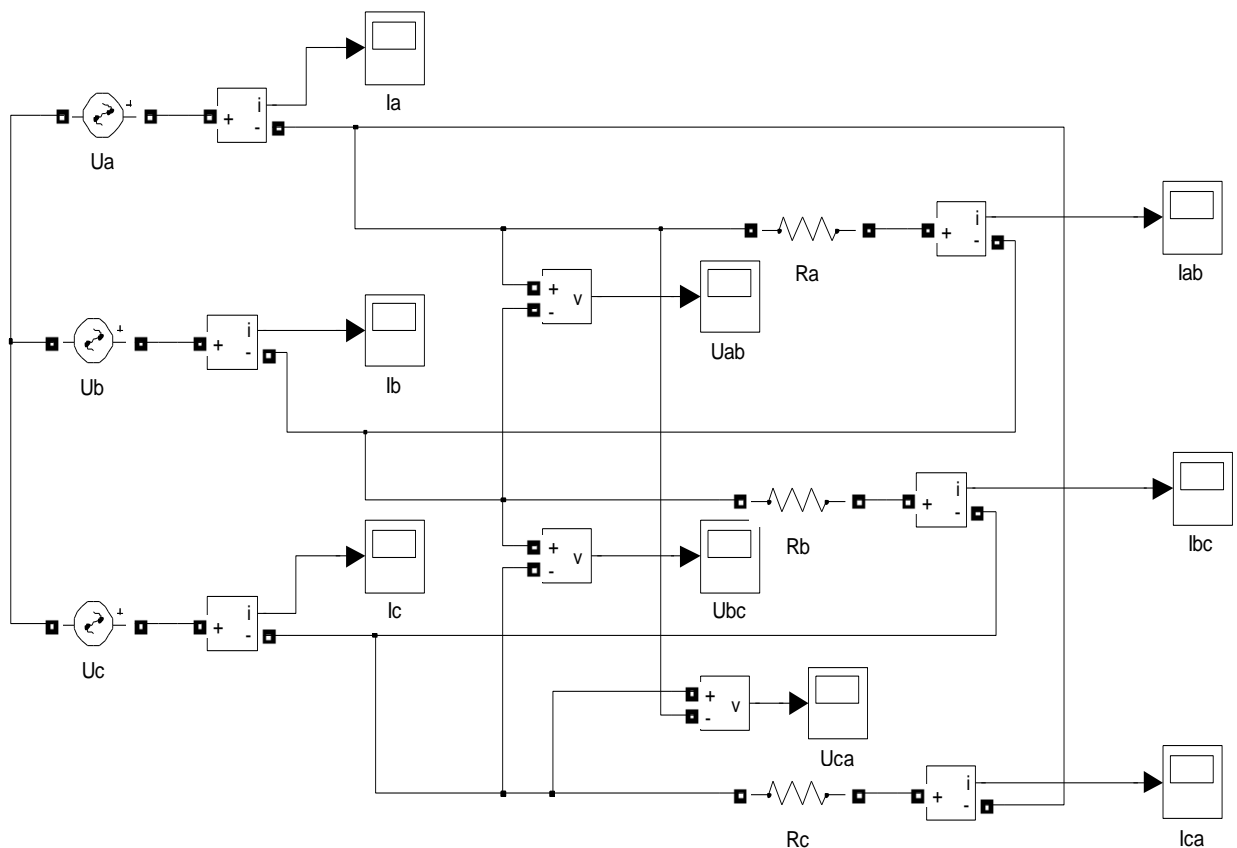 Ia
i
+
-
Ua
i
+
-
Iab
Ra
+
-
v
Uab
i
+
-
Ib
Ub
i
+
-
Ibc
Rb
+
-
v
Ubc
i
+
-
Ic
Uc
+
-
v
Uca
i
+
-
Rc
Ica